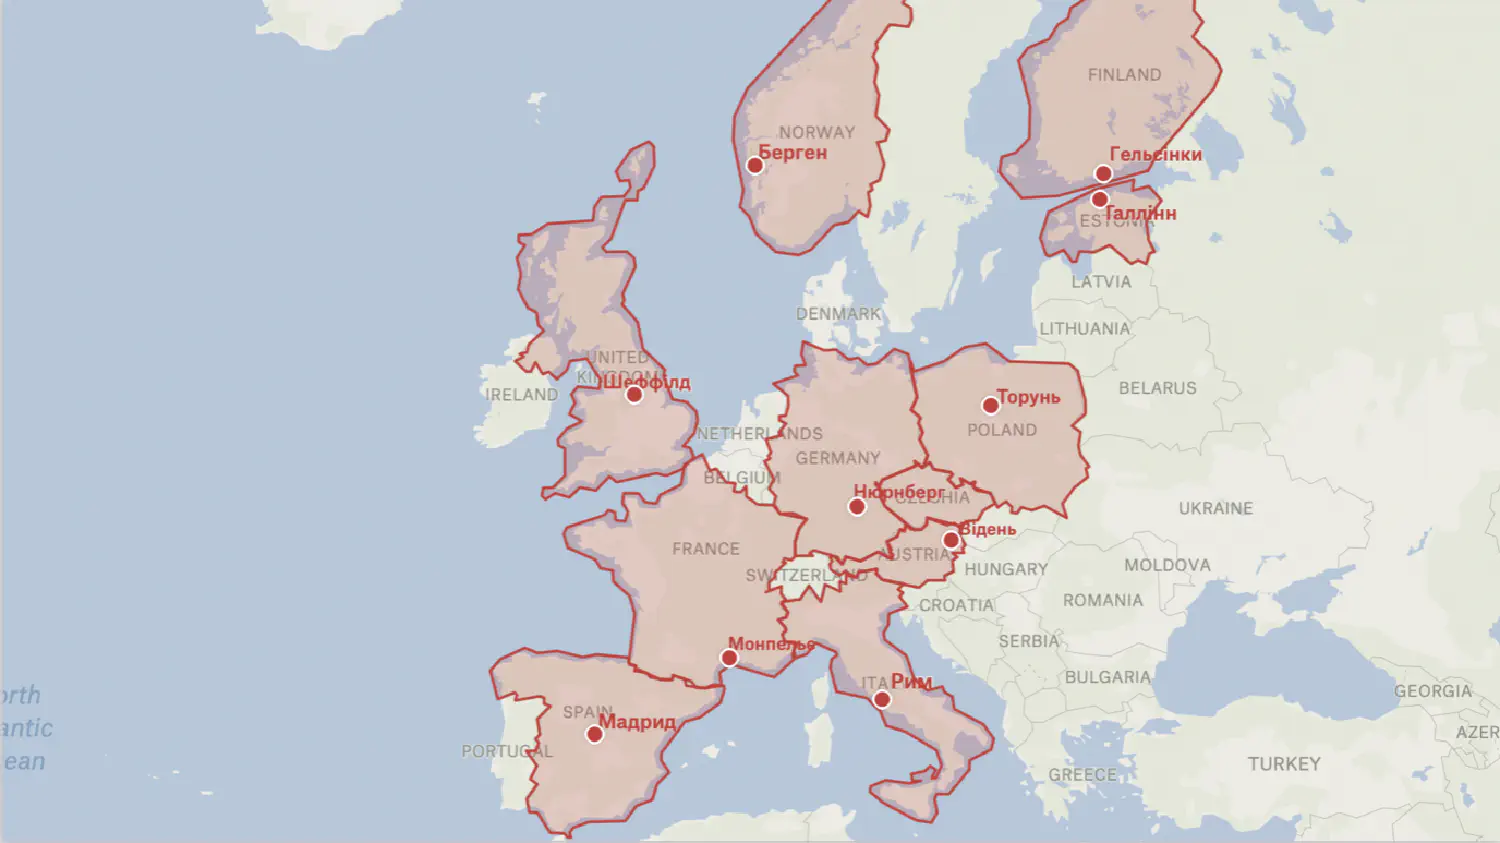 FINLAND
NORWAY
Берген
Гельсінки
Таллінн
ESTONIA
LATVIA
DENMARK
LITHUANIA
UNITED
KINGDOM
Шеффілд
IRELAND
BELARUS
Торунь
POLAND
NETHERLANDS
GERMANY
BELGIUM
Нюрнберг
CZECHIA
UKRAINE
Відень
FRANCE
AUSTRIA
SWITZERLAND
HUNGARY
MOLDOVA
CROATIA
ROMANIA
Монпельє
SERBIA
BULGARIA
ITA
Рим
GEORGIA
orth
antic
ean
SPAIN
Мадрид
PORTUGAL
AZER
TURKEY
GREECE